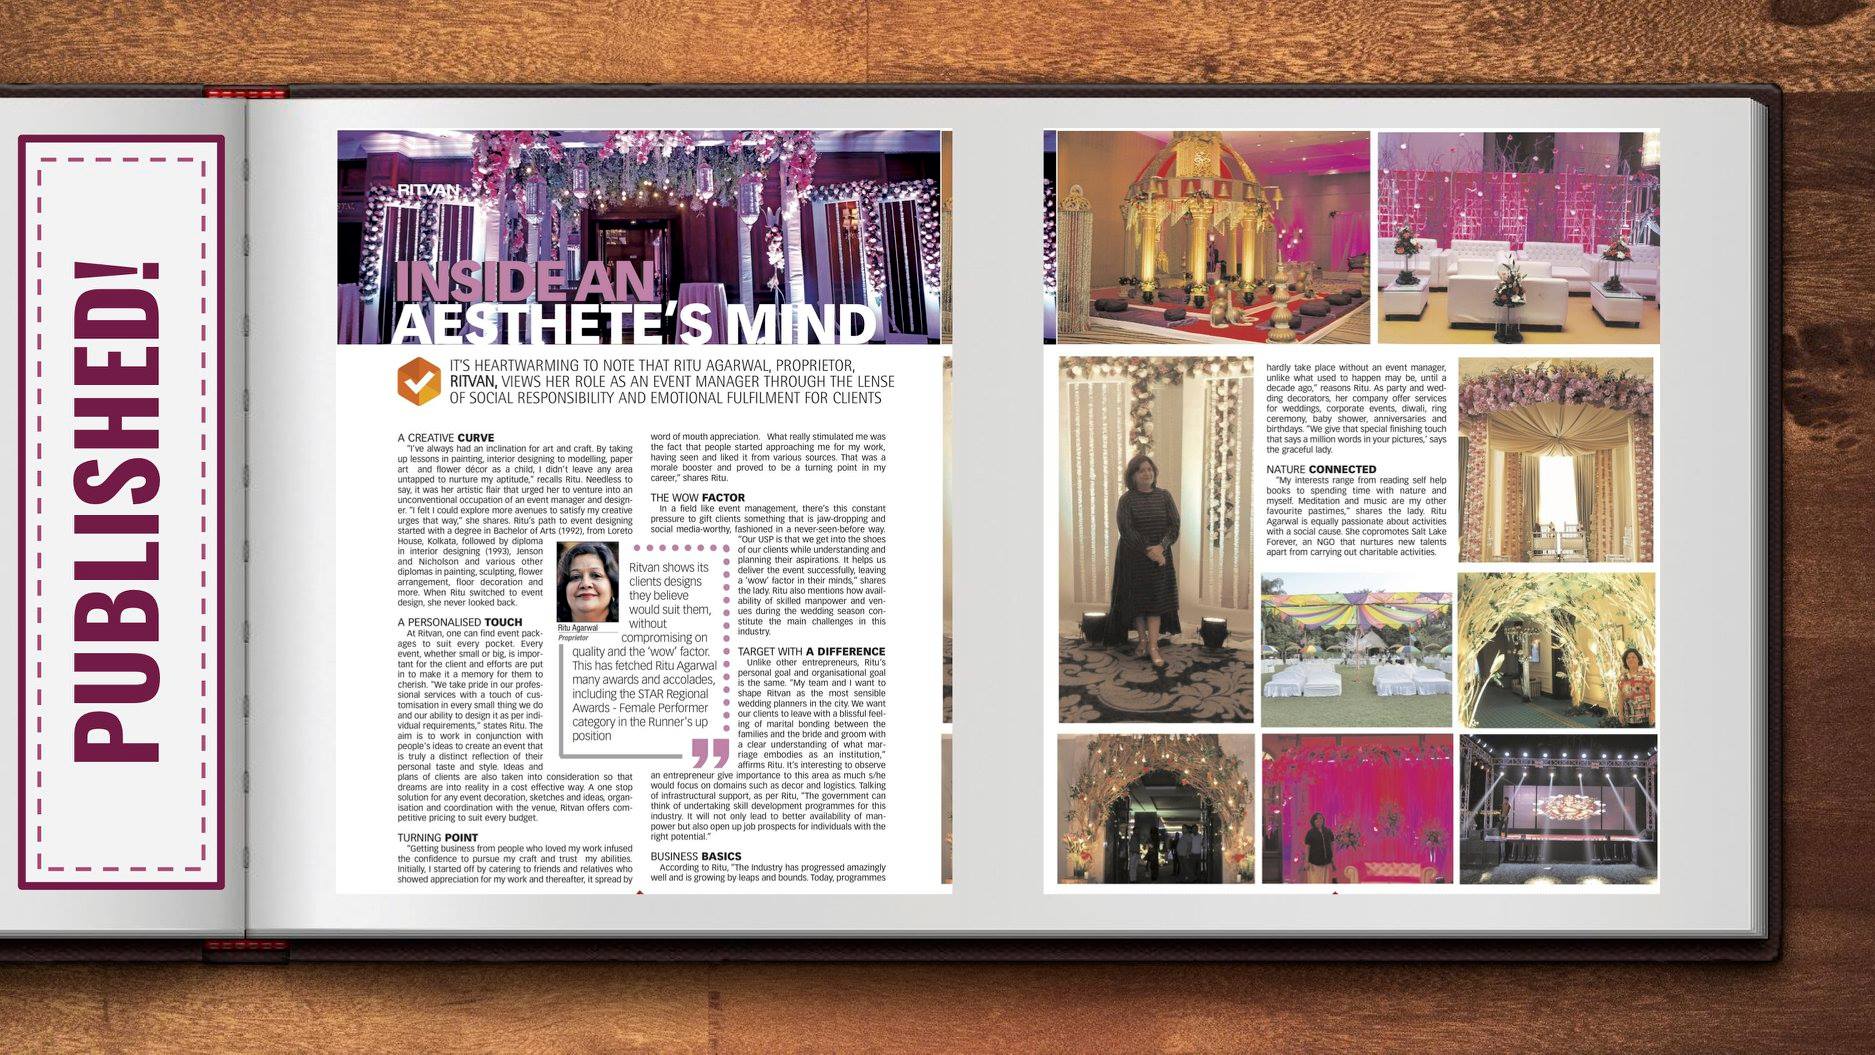 PUBLISHED!
RITVAN
INSIDE AN
AESTHETE'S MIND
IT'S HEARTWARMING TO NOTE THAT RITU AGARWAL, PROPRIETOR,
RITVAN, VIEWS HER ROLE AS AN EVENT MANAGER THROUGH THE LENSE
OF SOCIAL RESPONSIBILITY AND EMOTIONAL FULFILMENT FOR CLIENTS
A CREATIVE CURVE
"I've always had an inclination for art and craft. By taking
up lessons in painting, interior designing to modelling, paper
art and flower décor as a child, I didn't leave any area
untapped to nurture my aptitude," recalls Ritu. Needless to
say, it was her artistic flair that urged her to venture into an
unconventional occupation of an event manager and design-
er. "I felt I could explore more avenues to satisfy my creative
urges that way," she shares. Ritu's path to event designing
started with a degree in Bachelor of Arts (1992), from Loreto
House, Kolkata, followed by diploma
in interior designing (1993), Jenson
and Nicholson and various other
diplomas in painting, sculpting, flower
arrangement, floor decoration and
more. When Ritu switched to event
design, she never looked back.
A PERSONALISED TOUCH
At Ritvan, one can find event pack-
ages to suit every pocket. Every
event, whether small or big, is impor-
tant for the client and efforts are put
in to make it a memory for them to
cherish. "We take pride in our profes-
sional services with a touch of cus-
tomisation in every small thing we do
and our ability to design it as per indi-
vidual requirements," states Ritu. The
aim is to work in conjunction with
people's ideas to create an event that
is truly a distinct reflection of their
personal taste and style. Ideas and
plans of clients are also taken into consideration so that
dreams are into reality in a cost effective way. A one stop
solution for any event decoration, sketches and ideas, organ-
isation and coordination with the venue, Ritvan offers com-
petitive pricing to suit every budget.
TURNING POINT
"Getting business from people who loved my work infused
the confidence to pursue my craft and trust my abilities.
Initially, I started off by catering to friends and relatives who
showed appreciation for my work and thereafter, it spread by
Ritu Agarwal
Proprietor
Ritvan shows its
clients designs
they believe
would suit them,
without
compromising on
quality and the 'wow' factor.
This has fetched Ritu Agarwal
many awards and accolades,
including the STAR Regional
Awards - Female Performer
category in the Runner's up
position
"
word of mouth appreciation. What really stimulated me was
the fact that people started approaching me for my work,
having seen and liked it from various sources. That was a
morale booster and proved to be a turning point in my
career," shares Ritu.
THE WOW FACTOR
In a field like event management, there's this constant
pressure to gift clients something that is jaw-dropping and
social media-worthy, fashioned in a never-seen-before way.
"Our USP is that we get into the shoes
of our clients while understanding and
planning their aspirations. It helps us
deliver the event successfully, leaving
a 'wow' factor in their minds," shares
the lady. Ritu also mentions how avail-
ability of skilled manpower and ven-
ues during the wedding season con-
stitute the main challenges in this
industry.
TARGET WITH A DIFFERENCE
Unlike other entrepreneurs, Ritu's
personal goal and organisational goal
is the same. "My team and I want to
shape Ritvan as the most sensible
wedding planners in the city. We want
our clients to leave with a blissful feel-
ing of marital bonding between the
families and the bride and groom with
a clear understanding of what mar-
riage embodies as an institution,"
affirms Ritu. It's interesting to observe
an entrepreneur give importance to this area as much s/he
would focus on domains such as decor and logistics. Talking
of infrastructural support, as per Ritu, "The government can
think of undertaking skill development programmes for this
industry. It will not only lead to better availability of man-
power but also open up job prospects for individuals with the
right potential."
BUSINESS BASICS
According to Ritu, "The Industry has progressed amazingly
well and is growing by leaps and bounds. Today, programmes
hardly take place without an event manager,
unlike what used to happen may be, until a
decade ago," reasons Ritu. As party and wed-
ding decorators, her company offer services
for weddings, corporate events, diwali, ring
ceremony, baby shower, anniversaries and
birthdays. "We give that special finishing touch
that says a million words in your pictures,' says
the graceful lady.
NATURE CONNECTED
"My interests range from reading self help
books to spending time with nature and
myself. Meditation and music are my other
favourite pastimes," shares the lady. Ritu
Agarwal is equally passionate about activities
with a social cause. She copromotes Salt Lake
Forever, an NGO that nurtures new talents
apart from carrying out charitable activities.